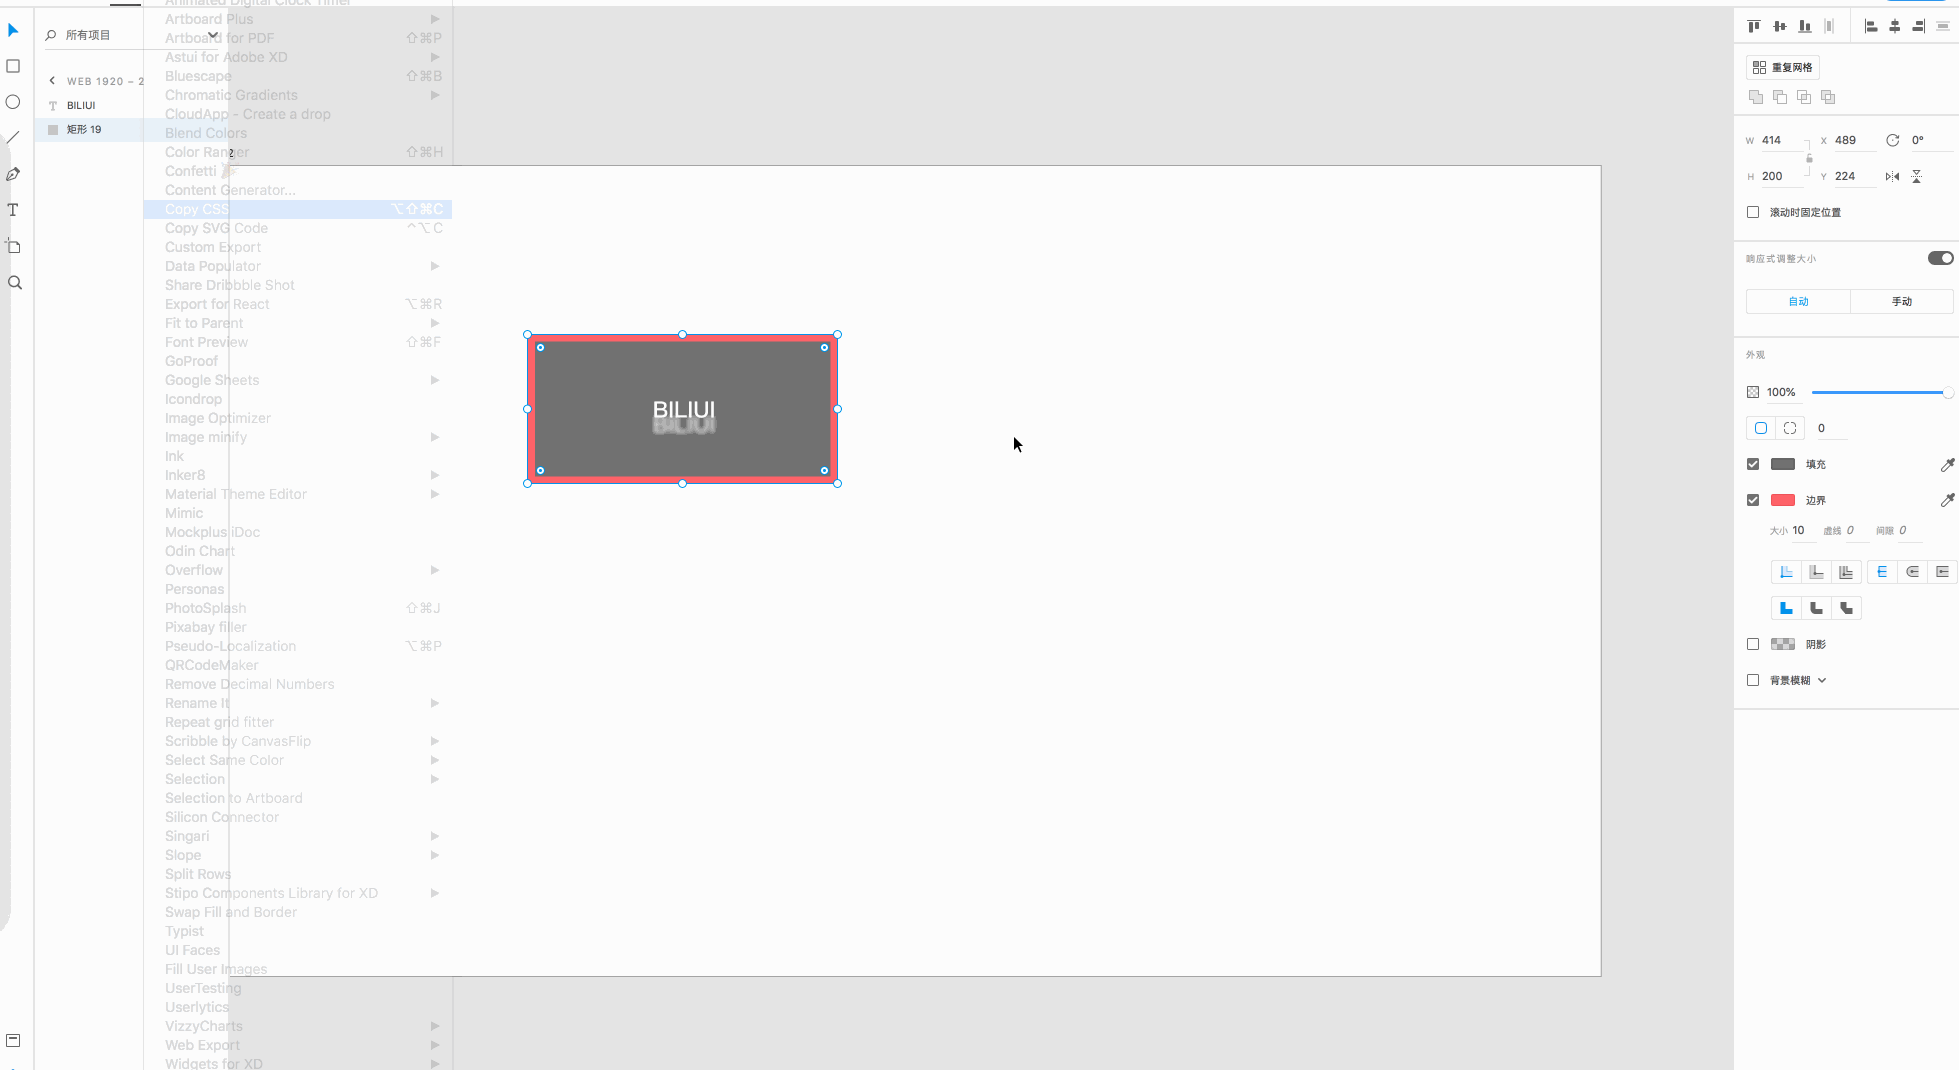 所有项目
WEB 1920 – 2
BILIUI
矩形 19
Animated Digital Clock Timer
Artboard Plus
Artboard for PDF ⇧⌘P
Astui for Adobe XD
Bluescape ⇧⌘B
Chromatic Gradients
CloudApp - Create a drop
Blend Colors
Color Ranger ⇧⌘H
Confetti
Content Generator...
Copy CSS ⌥⇧⌘C
Copy SVG Code ^⌥C
Custom Export
Data Populator
Share Dribbble Shot
Export for React ⌥⌘R
Fit to Parent
Font Preview ⇧⌘F
GoProof
Google Sheets
Icondrop
Image Optimizer
Image minify
Ink
Inker8
Material Theme Editor
Mimic
Mockplus iDoc
Odin Chart
Overflow
Personas
PhotoSplash ⇧⌘J
Pixabay filler
Pseudo-Localization ⌥⌘P
QRCodeMaker
Remove Decimal Numbers
Rename It
Repeat grid fitter
Scribble by CanvasFlip
Select Same Color
Selection
Selection to Artboard
Silicon Connector
Singari
Slope
Split Rows
Stipo Components Library for XD
Swap Fill and Border
Typist
UI Faces
Fill User Images
UserTesting
Userlytics
VizzyCharts
Web Export
Widgets for XD
2
BILIUI
BILIUI
重复网格
W 414 X 489 0°
H 200 Y 224
滚动时固定位置
响应式调整大小
自动 手动
外观
100%
0
填充
边界
大小 10 虚线 0 间隙 0
阴影
背景模糊